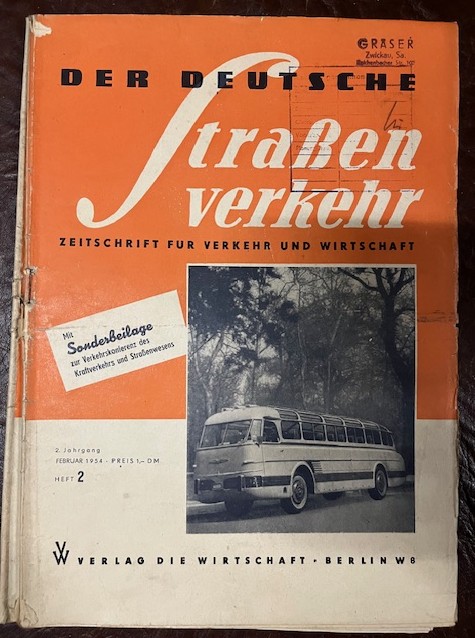 GRÄSER
Zwickau, Sa.
DER DEUTSCHE
Straßen
verkehr
ZEITSCHRIFT FÜR VERKEHR UND WIRTSCHAFT
Mit
Sonderbeilage
zur Verkehrskonferenz des
Kraftverkehrs und Straßenwesens
2. Jahrgang
FEBRUAR 1954 · PREIS 1,– DM
HEFT 2
VW VERLAG DIE WIRTSCHAFT · BERLIN W8